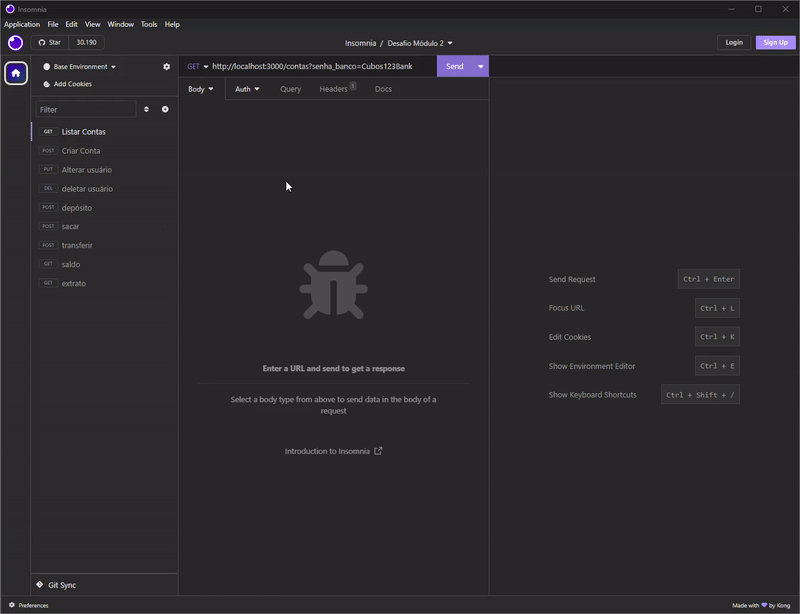 Insomnia
Application File Edit View Window Tools Help
Star 30.190
Insomnia / Desafio Módulo 2
Login Sign Up
Base Environment
Add Cookies
GET http://localhost:3000/contas?senha_banco=Cubos123Bank Send
Body Auth Query Headers 1 Docs
Filter
GET Listar Contas
POST Criar Conta
PUT Alterar usuário
DEL deletar usuário
POST depósito
POST sacar
POST transferir
GET saldo
GET extrato
Enter a URL and send to get a response
Select a body type from above to send data in the body of a
request
Introduction to Insomnia
Send Request Ctrl + Enter
Focus URL Ctrl + L
Edit Cookies Ctrl + K
Show Environment Editor Ctrl + E
Show Keyboard Shortcuts Ctrl + Shift + /
Git Sync
Preferences
Made with 💜 by Kong